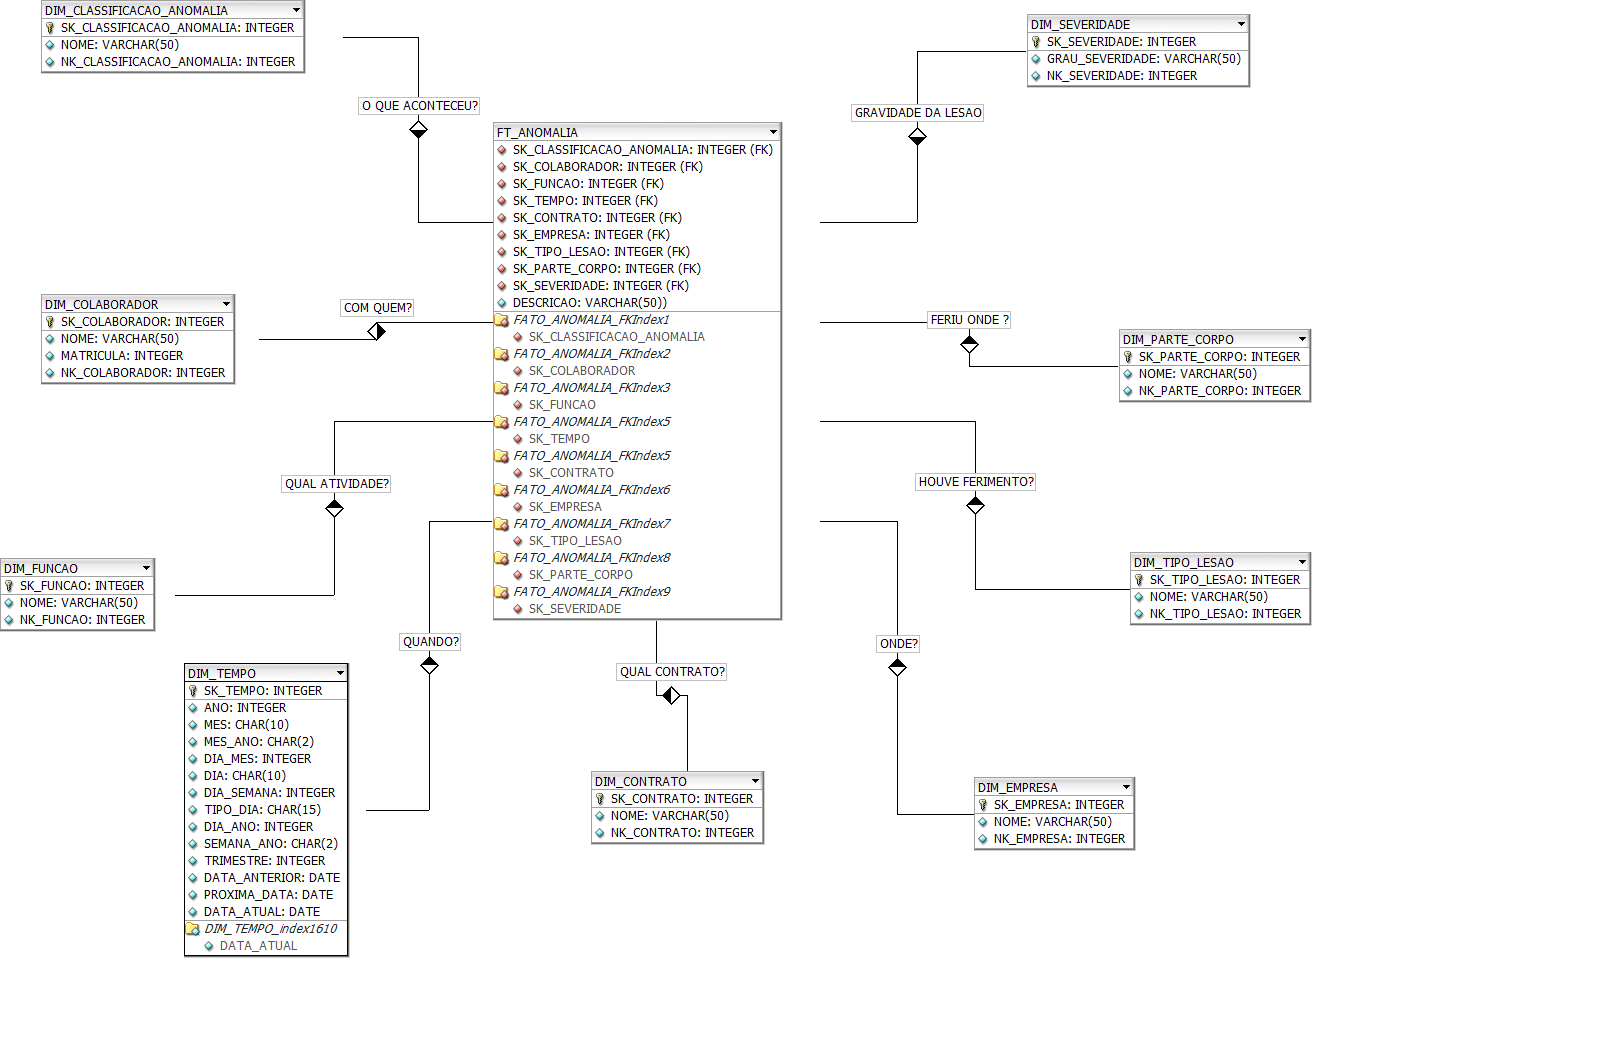 DIM_CLASSIFICACAO_ANOMALIA
SK_CLASSIFICACAO_ANOMALIA: INTEGER
NOME: VARCHAR(50)
NK_CLASSIFICACAO_ANOMALIA: INTEGER
O QUE ACONTECEU?
DIM_SEVERIDADE
SK_SEVERIDADE: INTEGER
GRAU_SEVERIDADE: VARCHAR(50)
NK_SEVERIDADE: INTEGER
GRAVIDADE DA LESAO
FT_ANOMALIA
SK_CLASSIFICACAO_ANOMALIA: INTEGER (FK)
SK_COLABORADOR: INTEGER (FK)
SK_FUNCAO: INTEGER (FK)
SK_TEMPO: INTEGER (FK)
SK_CONTRATO: INTEGER (FK)
SK_EMPRESA: INTEGER (FK)
SK_TIPO_LESAO: INTEGER (FK)
SK_PARTE_CORPO: INTEGER (FK)
SK_SEVERIDADE: INTEGER (FK)
DESCRICAO: VARCHAR(50))
FATO_ANOMALIA_FKIndex1
SK_CLASSIFICACAO_ANOMALIA
FATO_ANOMALIA_FKIndex2
SK_COLABORADOR
FATO_ANOMALIA_FKIndex3
SK_FUNCAO
FATO_ANOMALIA_FKIndex5
SK_TEMPO
FATO_ANOMALIA_FKIndex5
SK_CONTRATO
FATO_ANOMALIA_FKIndex6
SK_EMPRESA
FATO_ANOMALIA_FKIndex7
SK_TIPO_LESAO
FATO_ANOMALIA_FKIndex8
SK_PARTE_CORPO
FATO_ANOMALIA_FKIndex9
SK_SEVERIDADE
DIM_COLABORADOR
SK_COLABORADOR: INTEGER
NOME: VARCHAR(50)
MATRICULA: INTEGER
NK_COLABORADOR: INTEGER
COM QUEM?
FERIU ONDE ?
DIM_PARTE_CORPO
SK_PARTE_CORPO: INTEGER
NOME: VARCHAR(50)
NK_PARTE_CORPO: INTEGER
QUAL ATIVIDADE?
HOUVE FERIMENTO?
DIM_FUNCAO
SK_FUNCAO: INTEGER
NOME: VARCHAR(50)
NK_FUNCAO: INTEGER
DIM_TIPO_LESAO
SK_TIPO_LESAO: INTEGER
NOME: VARCHAR(50)
NK_TIPO_LESAO: INTEGER
QUANDO?
ONDE?
QUAL CONTRATO?
DIM_TEMPO
SK_TEMPO: INTEGER
ANO: INTEGER
MES: CHAR(10)
MES_ANO: CHAR(2)
DIA_MES: INTEGER
DIA: CHAR(10)
DIA_SEMANA: INTEGER
TIPO_DIA: CHAR(15)
DIA_ANO: INTEGER
SEMANA_ANO: CHAR(2)
TRIMESTRE: INTEGER
DATA_ANTERIOR: DATE
PROXIMA_DATA: DATE
DATA_ATUAL: DATE
DIM_TEMPO_index1610
DATA_ATUAL
DIM_CONTRATO
SK_CONTRATO: INTEGER
NOME: VARCHAR(50)
NK_CONTRATO: INTEGER
DIM_EMPRESA
SK_EMPRESA: INTEGER
NOME: VARCHAR(50)
NK_EMPRESA: INTEGER